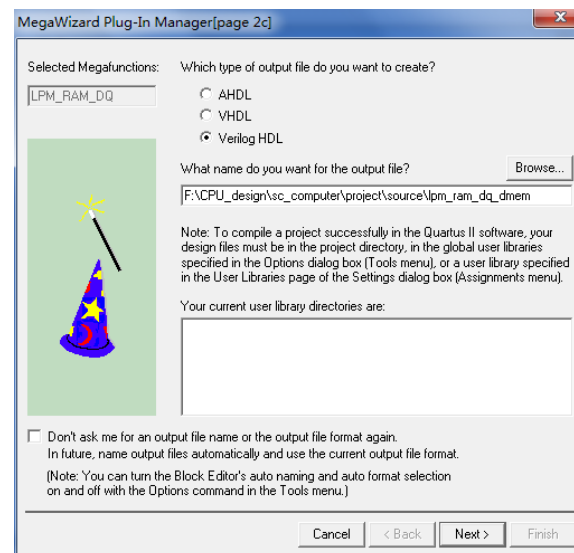 MegaWizard Plug-In Manager[page 2c]
Selected Megafunctions:
LPM_RAM_DQ
Which type of output file do you want to create?
AHDL
VHDL
Verilog HDL
What name do you want for the output file?
Browse...
F:\CPU_design\sc_computer\project\source\lpm_ram_dq_dmem
Note: To compile a project successfully in the Quartus II software, your
design files must be in the project directory, in the global user libraries
specified in the Options dialog box (Tools menu), or a user library specified
in the User Libraries page of the Settings dialog box (Assignments menu).
Your current user library directories are:
Don't ask me for an output file name or the output file format again.
In future, name output files automatically and use the current output file format.
(Note: You can turn the Block Editor's auto naming and auto format selection
on and off with the Options command in the Tools menu.)
Cancel
< Back
Next >
Finish